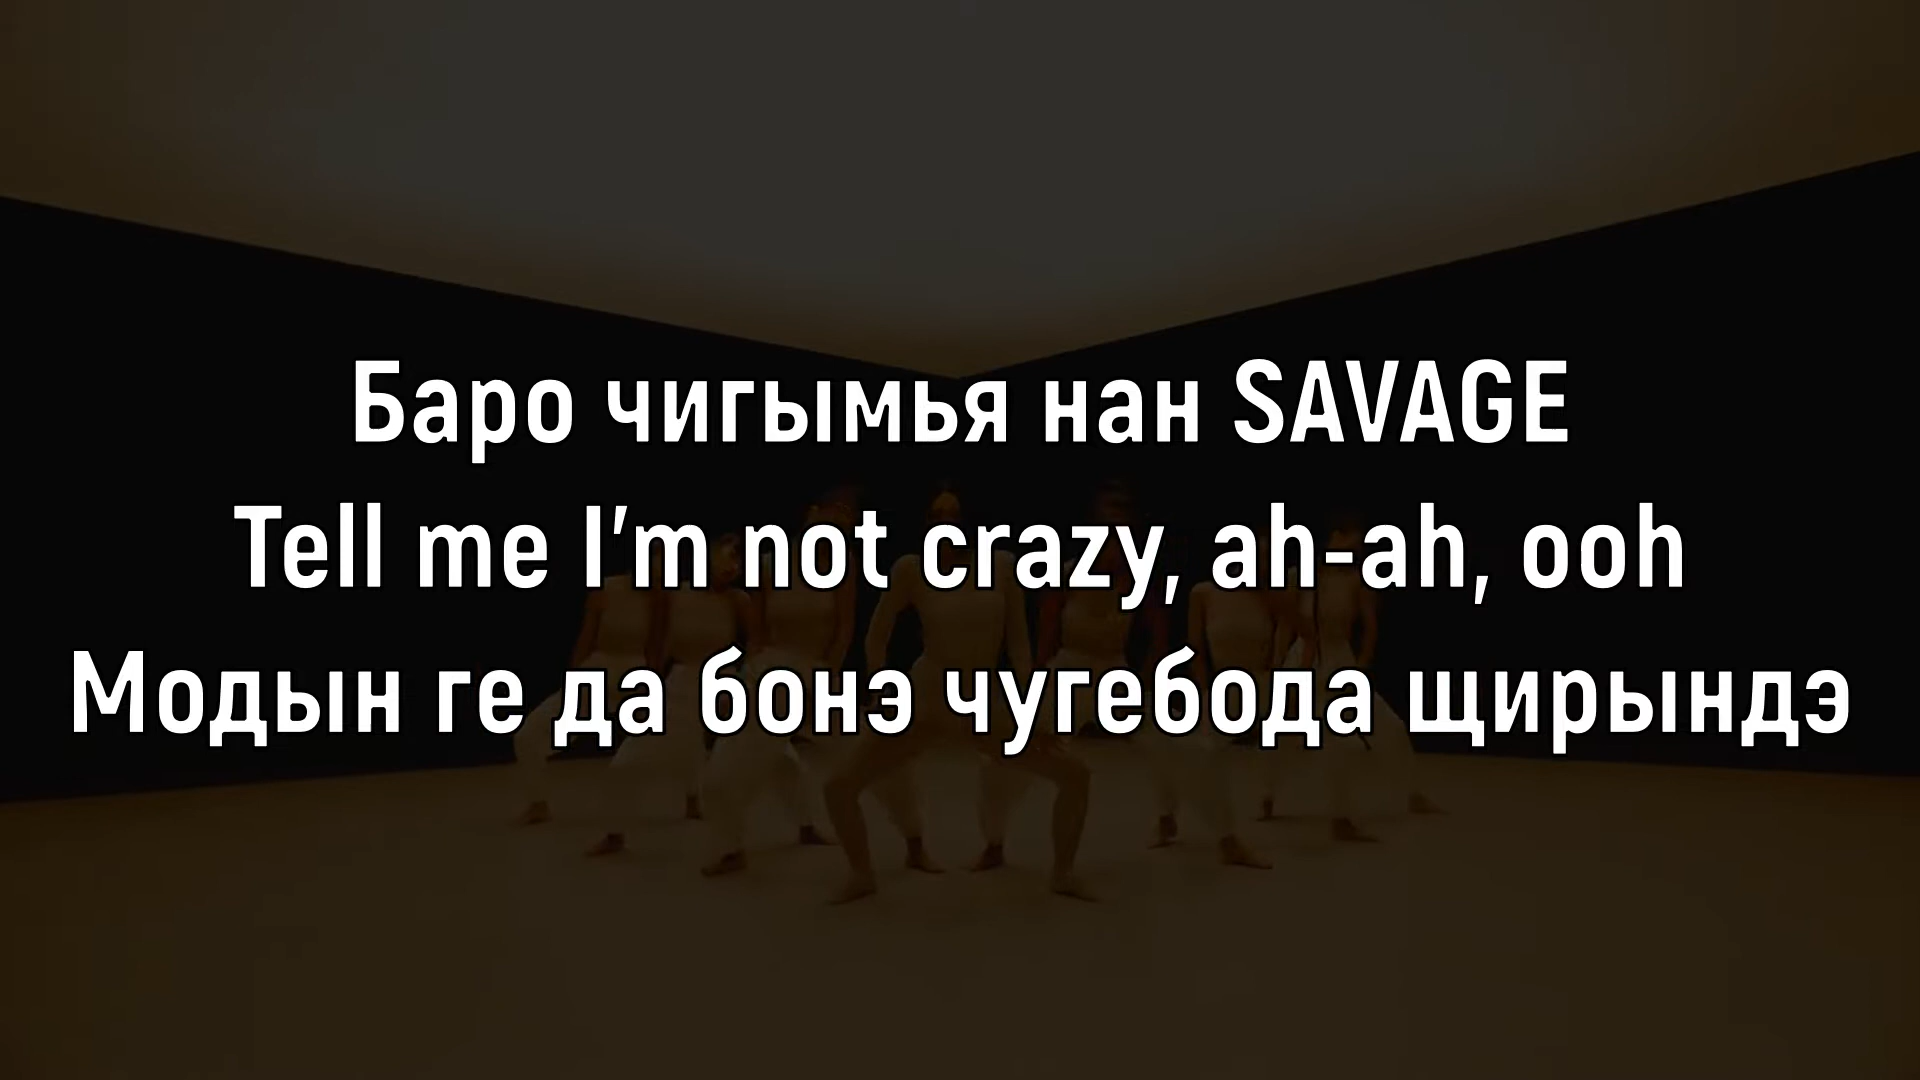 Баро чигымья нан SAVAGE
Tell me I'm not crazy, ah-ah, ooh
Модын ге да бонэ чугебода щирындэ